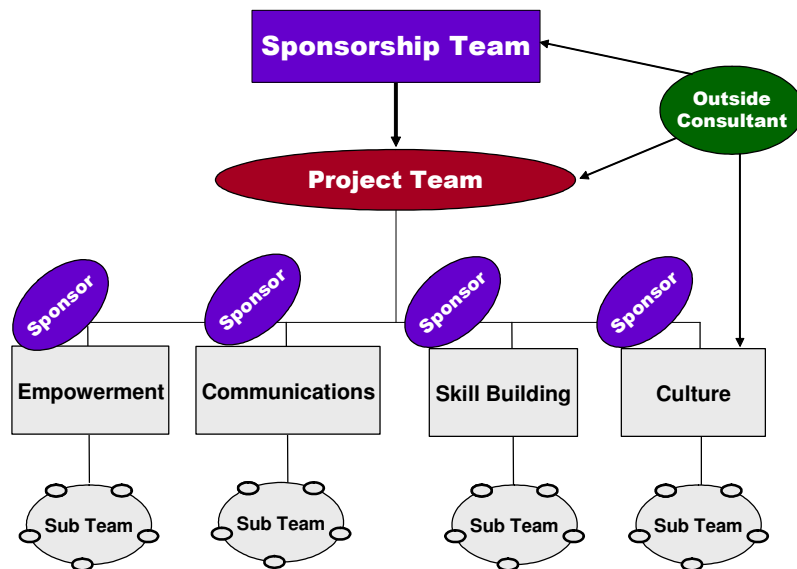 Sponsorship Team
Outside
Consultant
Project Team
Sponsor
Sponsor
Sponsor
Sponsor
Empowerment
Communications
Skill Building
Culture
Sub Team
Sub Team
Sub Team
Sub Team